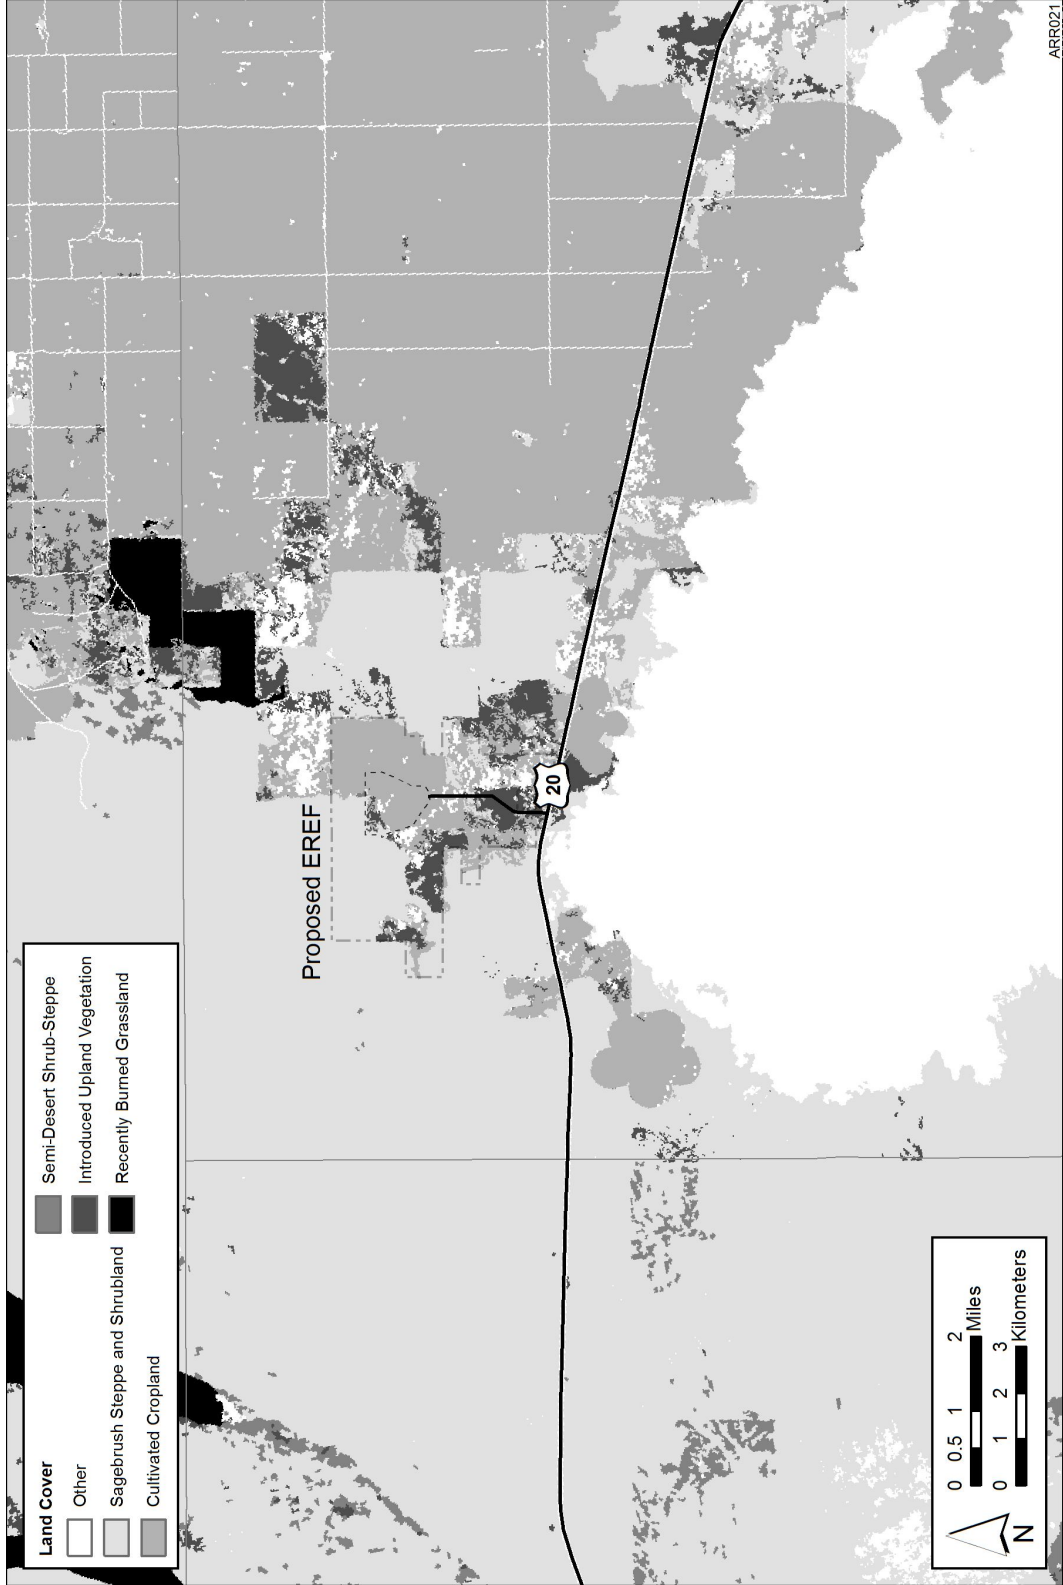 Land Cover
Other
Sagebrush Steppe and Shrubland
Cultivated Cropland
Semi-Desert Shrub-Steppe
Introduced Upland Vegetation
Recently Burned Grassland
Proposed EREF
20
0 0.5 1 2
Miles
0 1 2 3
Kilometers
N
ARR021